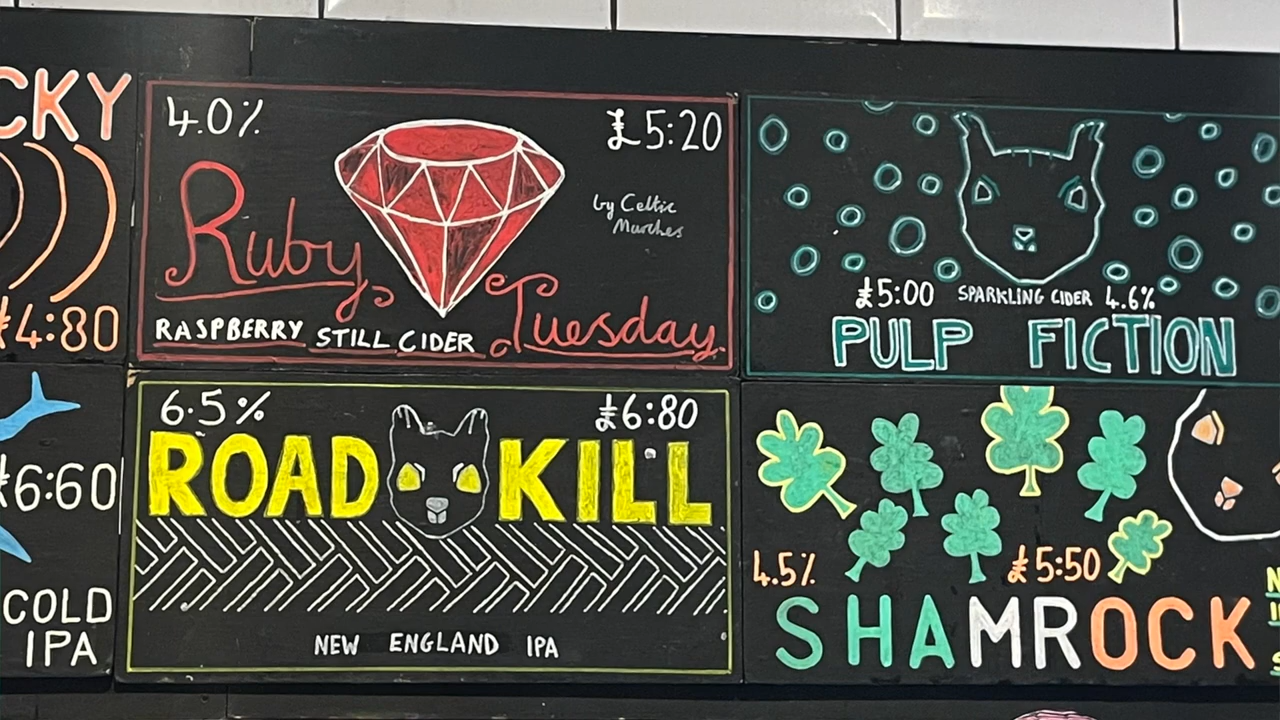 CKY
£4:80
£6:60
COLD
IPA
4.0% £5:20
Ruby
Tuesday
by Celtic
Marches
RASPBERRY STILL CIDER
£5:00 SPARKLING CIDER 4.6%
PULP FICTION
6.5% £6:80
ROAD KILL
NEW ENGLAND IPA
4.5% £5:50
SHAMROCK